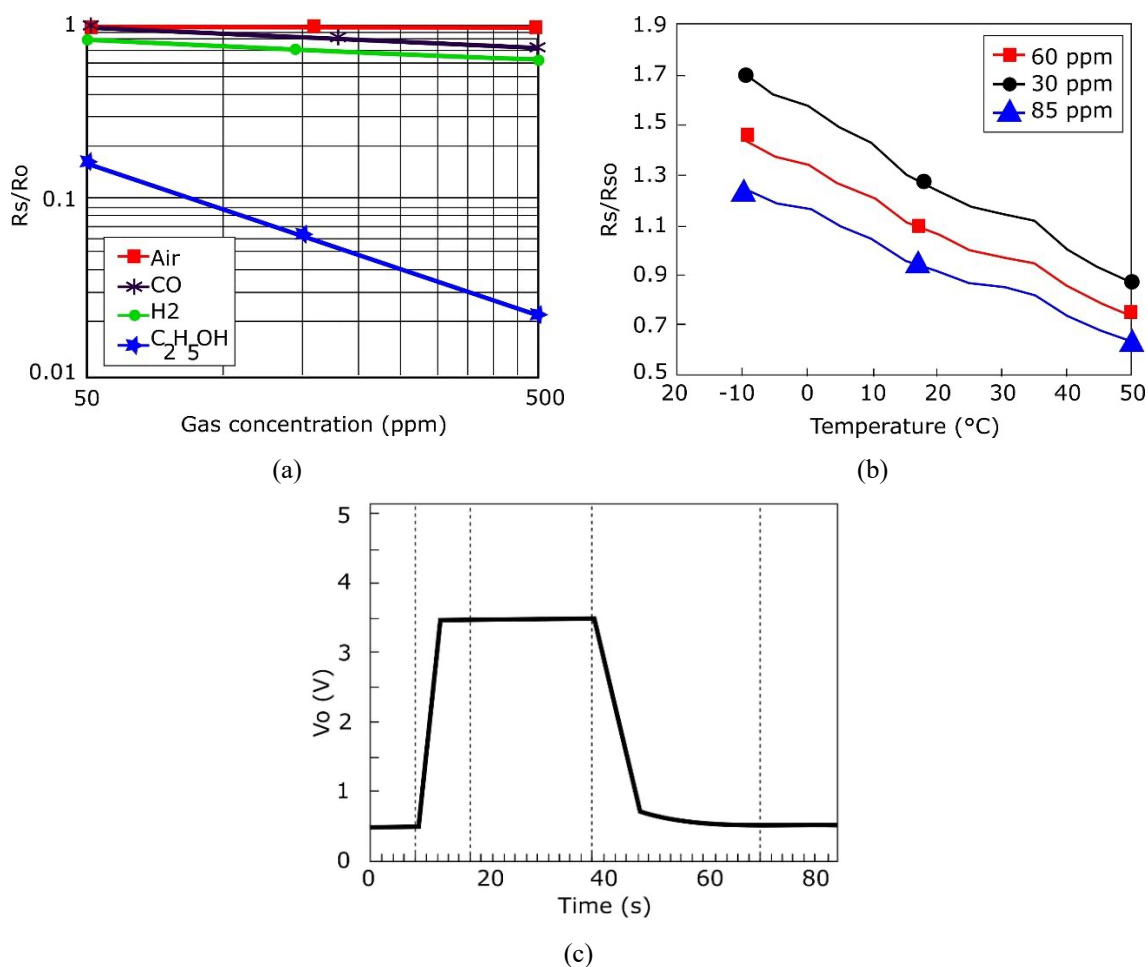 1
0.1
0.01
Rs/Ro
Air
CO
H2
C2H5OH
50
500
Gas concentration (ppm)
(a)
1.9
1.7
1.5
1.3
1.1
0.9
0.7
0.5
Rs/Rso
60 ppm
30 ppm
85 ppm
20 -10 0 10 20 30 40 50
Temperature (°C)
(b)
5
4
3
2
1
0
Vo (V)
0 20 40 60 80
Time (s)
(c)